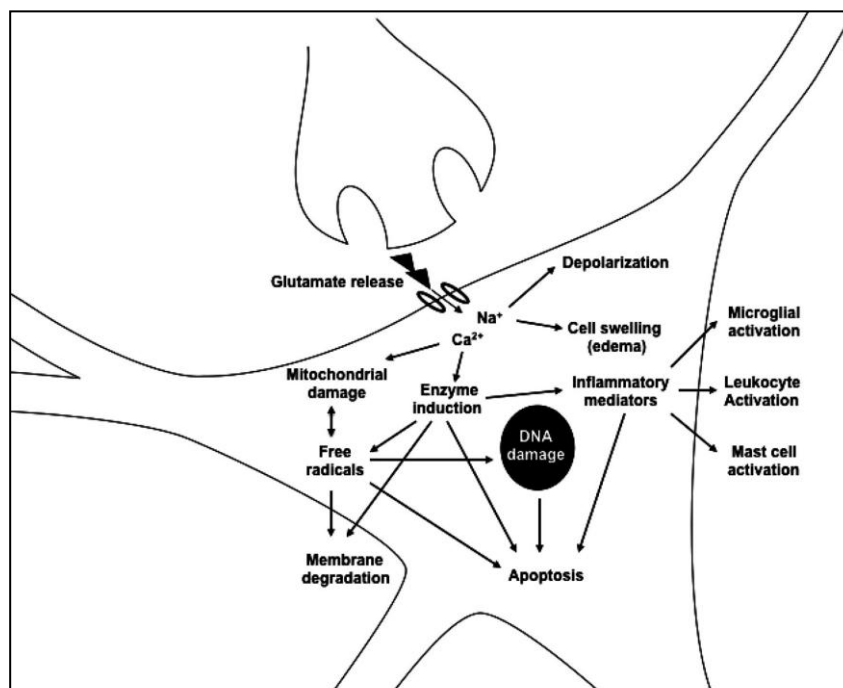 Glutamate release
Depolarization
Na⁺
Ca²⁺
Cell swelling
(edema)
Microglial
activation
Mitochondrial
damage
Enzyme
induction
Inflammatory
mediators
Leukocyte
Activation
DNA
damage
Free
radicals
Mast cell
activation
Membrane
degradation
Apoptosis